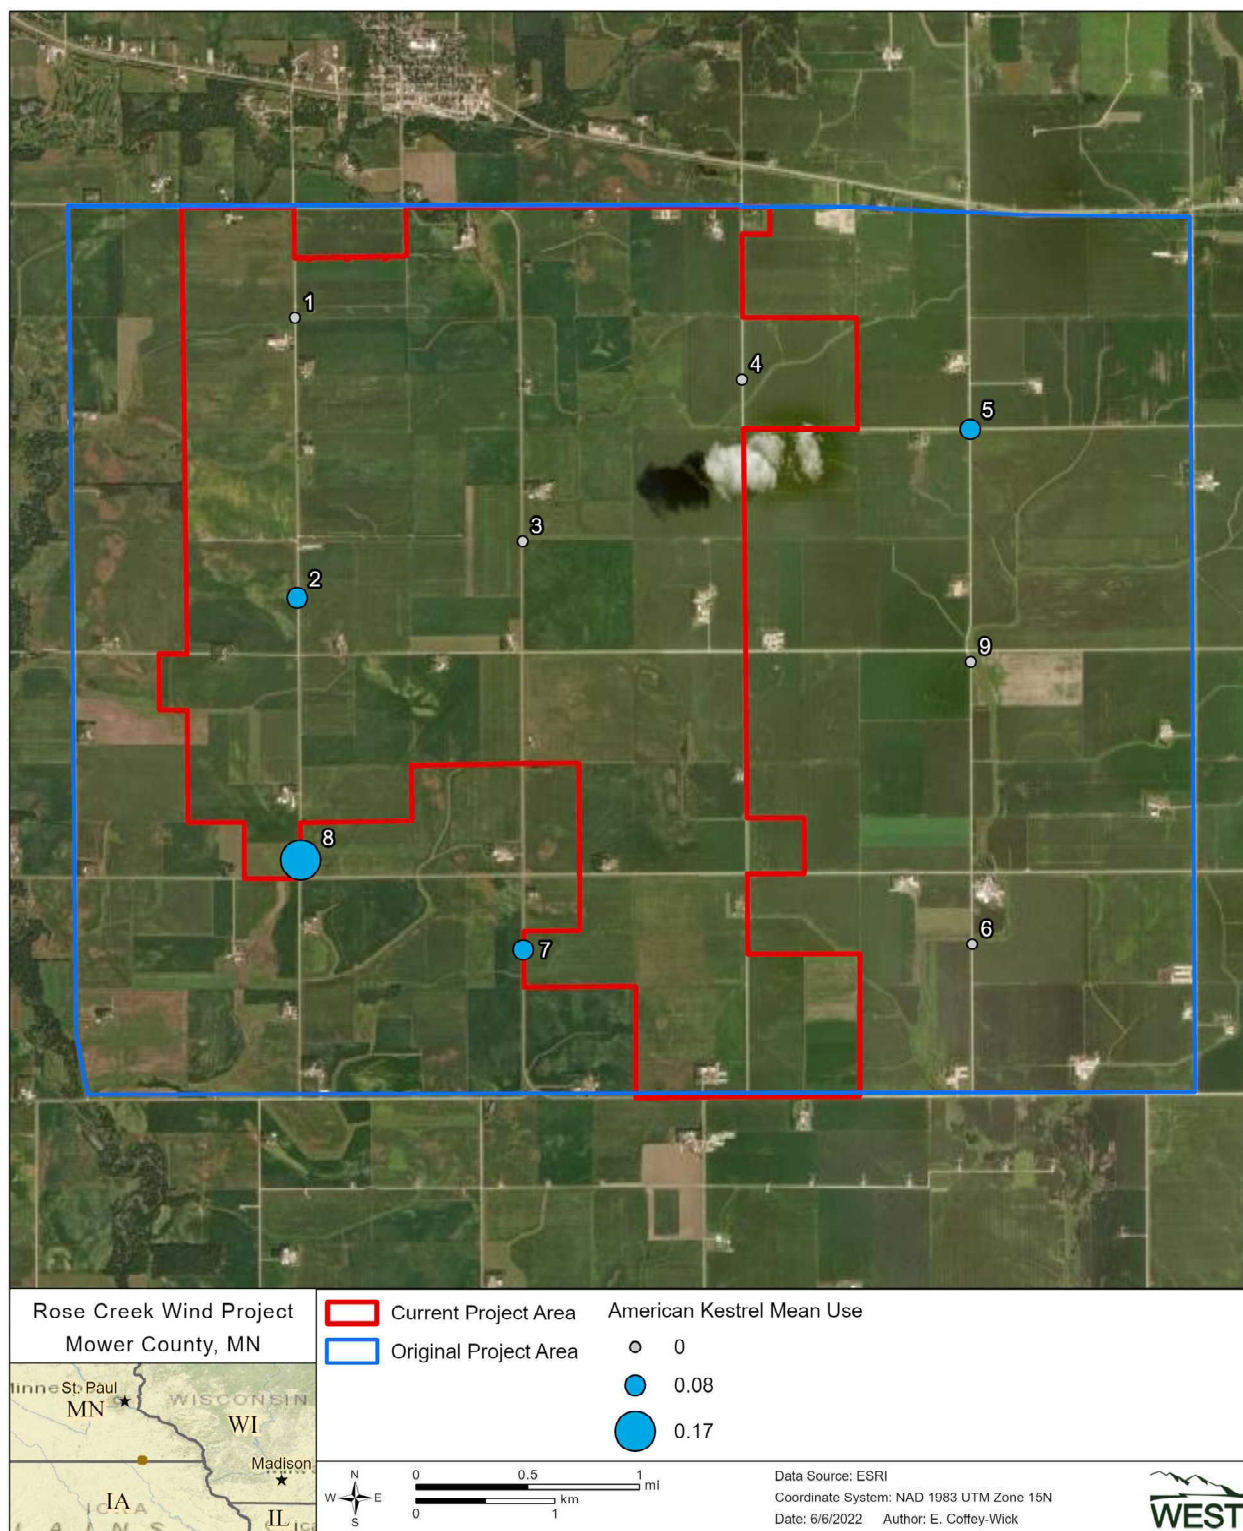 1
4
5
3
2
9
8
7
6
Rose Creek Wind Project
Mower County, MN
Current Project Area
Original Project Area
American Kestrel Mean Use
0
0.08
0.17
St. Paul
MN
WISCONSIN
WI
Madison
IA
IL
N
W E
S
0 0.5 1
mi
km
0 1
Data Source: ESRI
Coordinate System: NAD 1983 UTM Zone 15N
Date: 6/6/2022 Author: E. Coffey-Wick
WEST